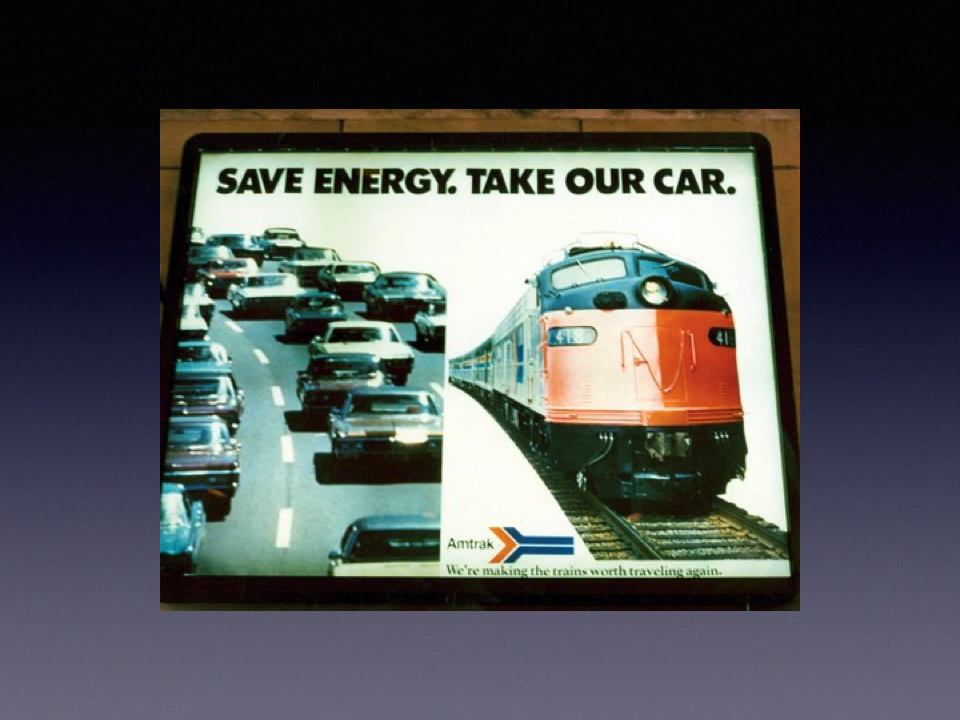 SAVE ENERGY. TAKE OUR CAR.
418
41
Amtrak
We're making the trains worth traveling again.